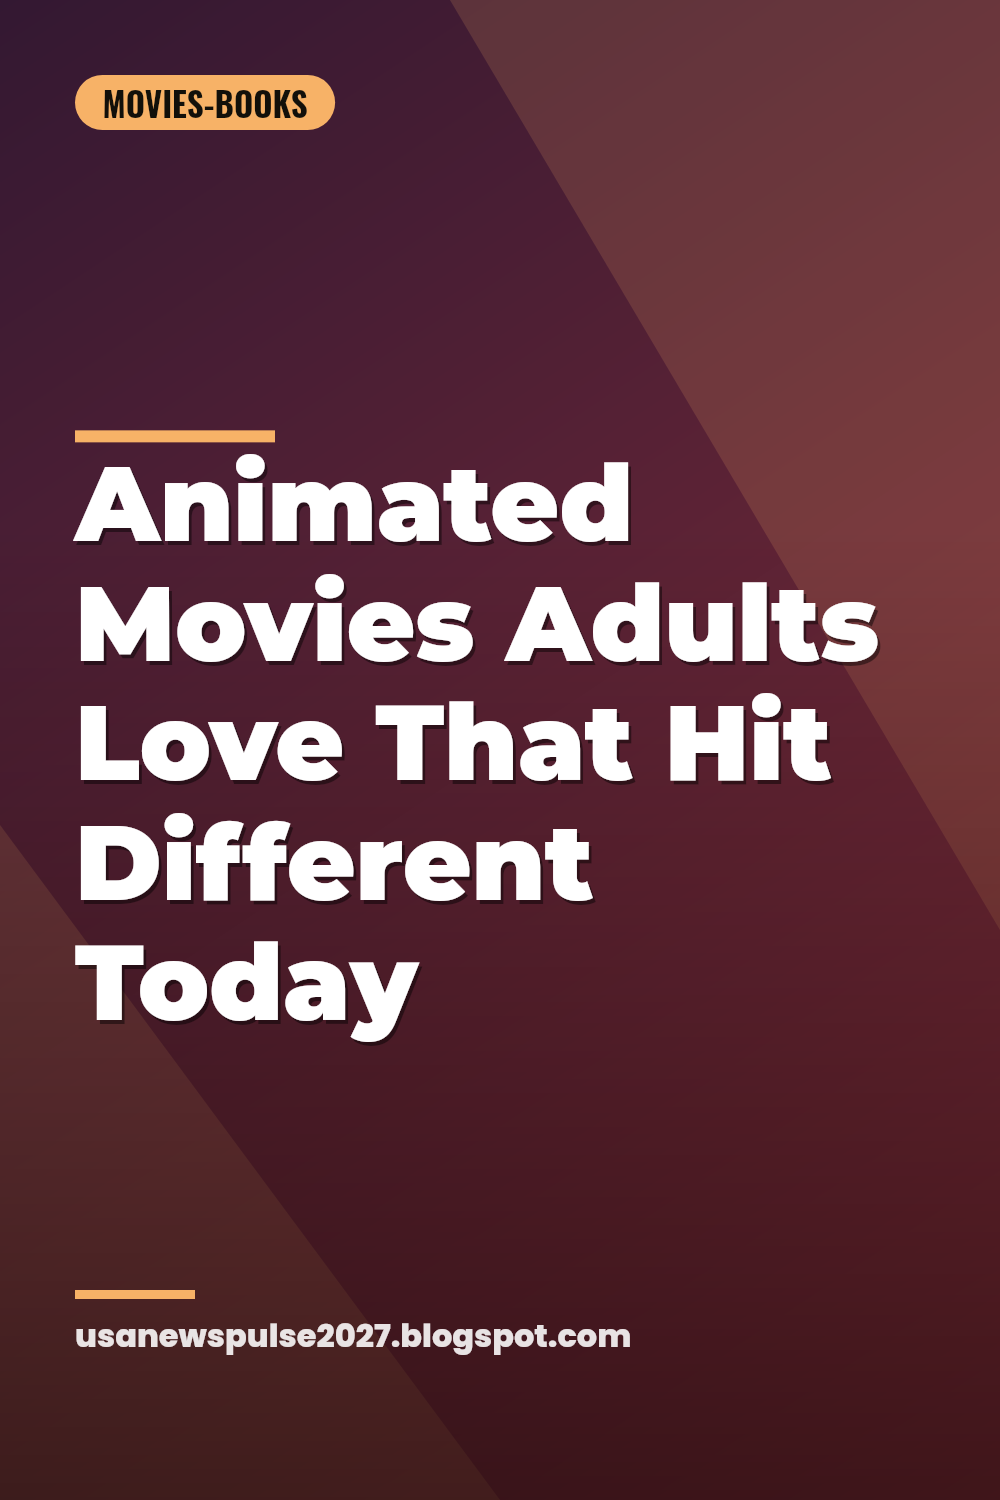 MOVIES-BOOKS
Animated
Movies Adults
Love That Hit
Different
Today
usanewspulse2027.blogspot.com